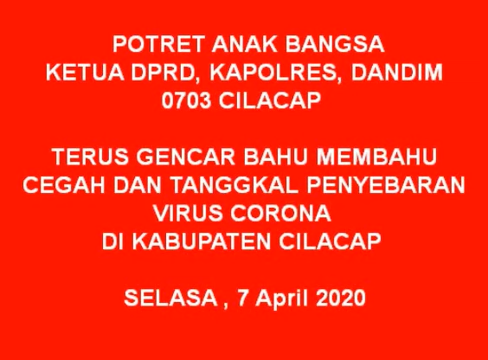 POTRET ANAK BANGSA
KETUA DPRD, KAPOLRES, DANDIM
0703 CILACAP
TERUS GENCAR BAHU MEMBAHU
CEGAH DAN TANGGKAL PENYEBARAN
VIRUS CORONA
DI KABUPATEN CILACAP
SELASA , 7 April 2020